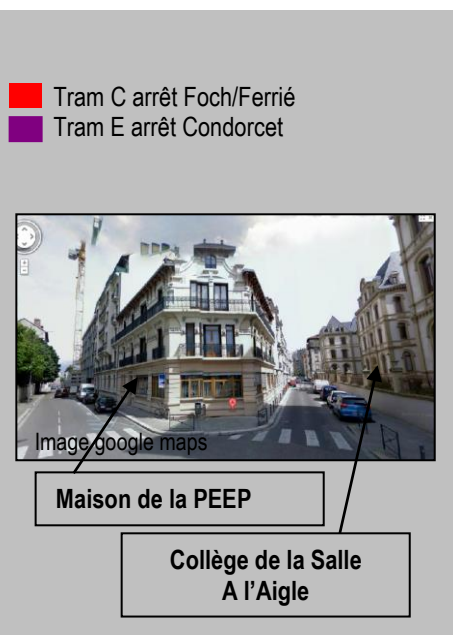 Tram C arrêt Foch/Ferrié
Tram E arrêt Condorcet
Image google maps
Maison de la PEEP
Collège de la Salle
A l’Aigle